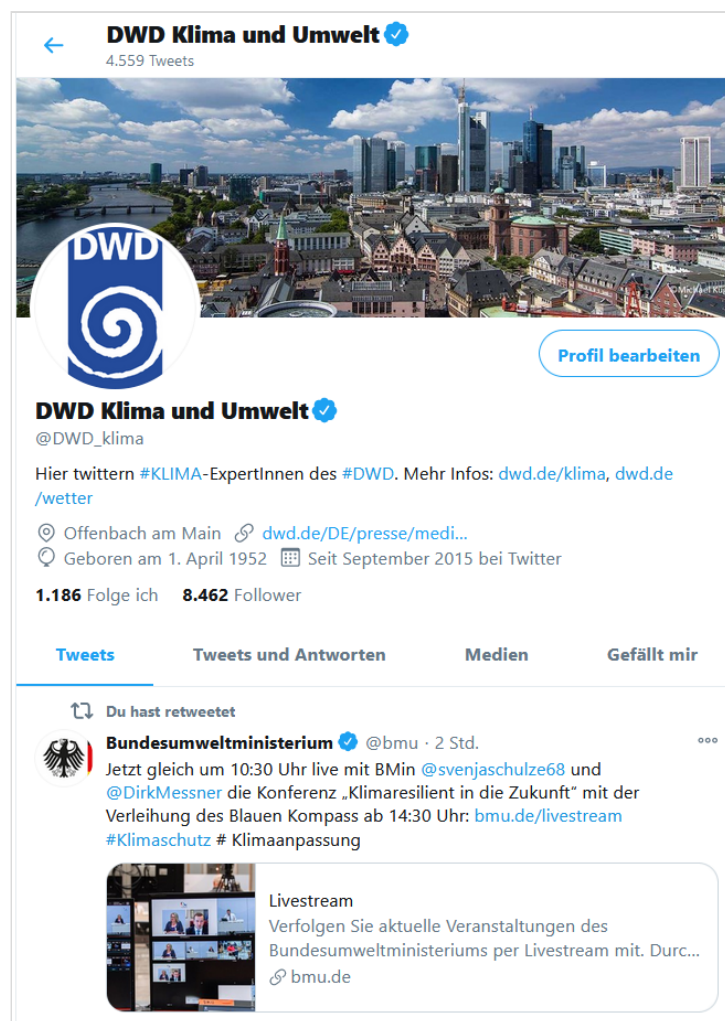 DWD Klima und Umwelt
4.559 Tweets
DWD
©Michael
Profil bearbeiten
DWD Klima und Umwelt
@DWD_klima
Hier twittern #KLIMA-ExpertInnen des #DWD. Mehr Infos: dwd.de/klima, dwd.de
/wetter
Offenbach am Main dwd.de/DE/presse/medi...
Geboren am 1. April 1952 Seit September 2015 bei Twitter
1.186 Folge ich 8.462 Follower
Tweets Tweets und Antworten Medien Gefällt mir
Du hast retweetet
Bundesumweltministerium @bmu · 2 Std.
Jetzt gleich um 10:30 Uhr live mit BMin @svenjaschulze68 und
@DirkMessner die Konferenz „Klimaresilient in die Zukunft“ mit der
Verleihung des Blauen Kompass ab 14:30 Uhr: bmu.de/livestream
#Klimaschutz # Klimaanpassung
Livestream
Verfolgen Sie aktuelle Veranstaltungen des
Bundesumweltministeriums per Livestream mit. Durc...
bmu.de